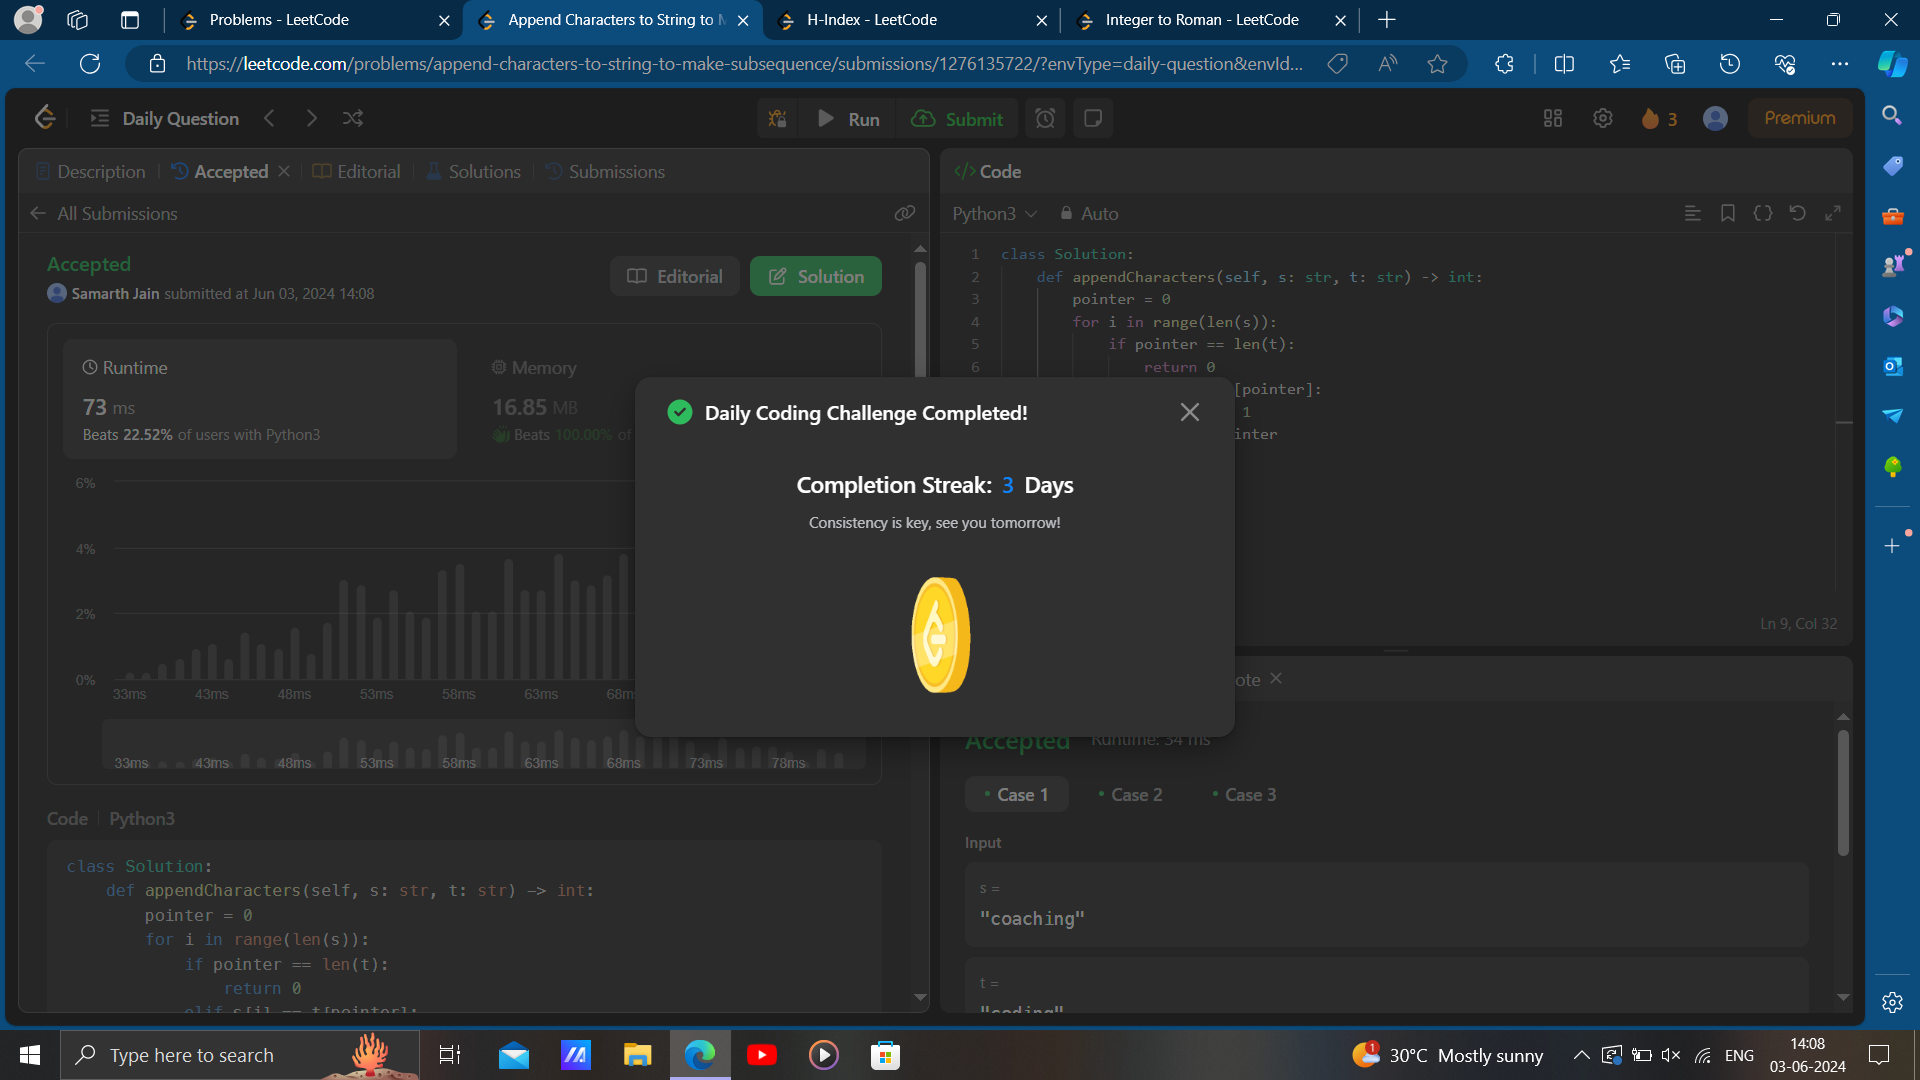 Problems - LeetCode
Append Characters to String to M
H-Index - LeetCode
Integer to Roman - LeetCode
https://leetcode.com/problems/append-characters-to-string-to-make-subsequence/submissions/1276135722/?envType=daily-question&envId...
Daily Question
Run
Submit
3
Premium
Description
Accepted
Editorial
Solutions
Submissions
All Submissions
Accepted
Samarth Jain submitted at Jun 03, 2024 14:08
Editorial
Solution
Runtime
73 ms
Beats 22.52% of users with Python3
Memory
16.85 MB
Beats 100.00% of
6%
4%
2%
0%
33ms 43ms 48ms 53ms 58ms 63ms 68m
33ms 43ms 48ms 53ms 58ms 63ms 68ms 73ms 78ms
Code Python3
class Solution:
def appendCharacters(self, s: str, t: str) -> int:
pointer = 0
for i in range(len(s)):
if pointer == len(t):
return 0
elif s[i] == t[pointer]:
Daily Coding Challenge Completed!
Completion Streak: 3 Days
Consistency is key, see you tomorrow!
</> Code
Python3
Auto
1 class Solution:
2 def appendCharacters(self, s: str, t: str) -> int:
3 pointer = 0
4 for i in range(len(s)):
5 if pointer == len(t):
6 return 0
[pointer]:
1
inter
Ln 9, Col 32
ote
Accepted Runtime: 34 ms
Case 1
Case 2
Case 3
Input
s =
"coaching"
t =
"coding"
Type here to search
1
30°C Mostly sunny
ENG
14:08
03-06-2024